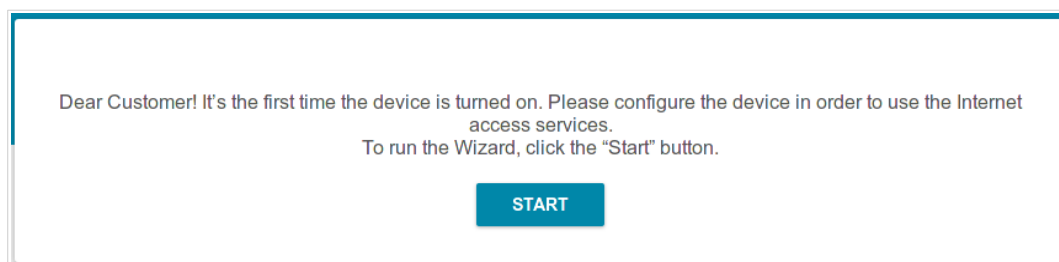 Dear Customer! It’s the first time the device is turned on. Please configure the device in order to use the Internet
access services.
To run the Wizard, click the “Start” button.
START